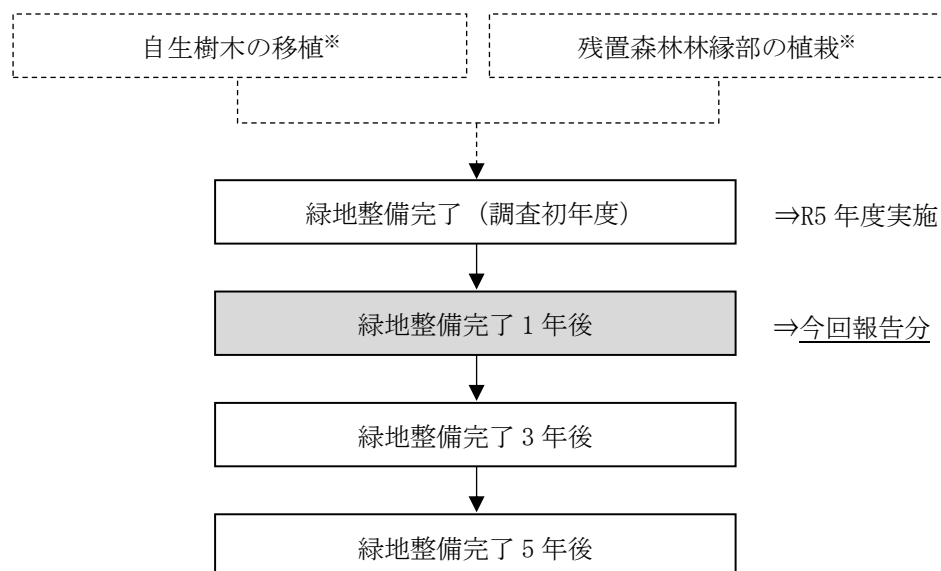 自生樹木の移植※
残置森林林縁部の植栽※
緑地整備完了（調査初年度）
⇒R5 年度実施
緑地整備完了 1 年後
⇒今回報告分
緑地整備完了 3 年後
緑地整備完了 5 年後